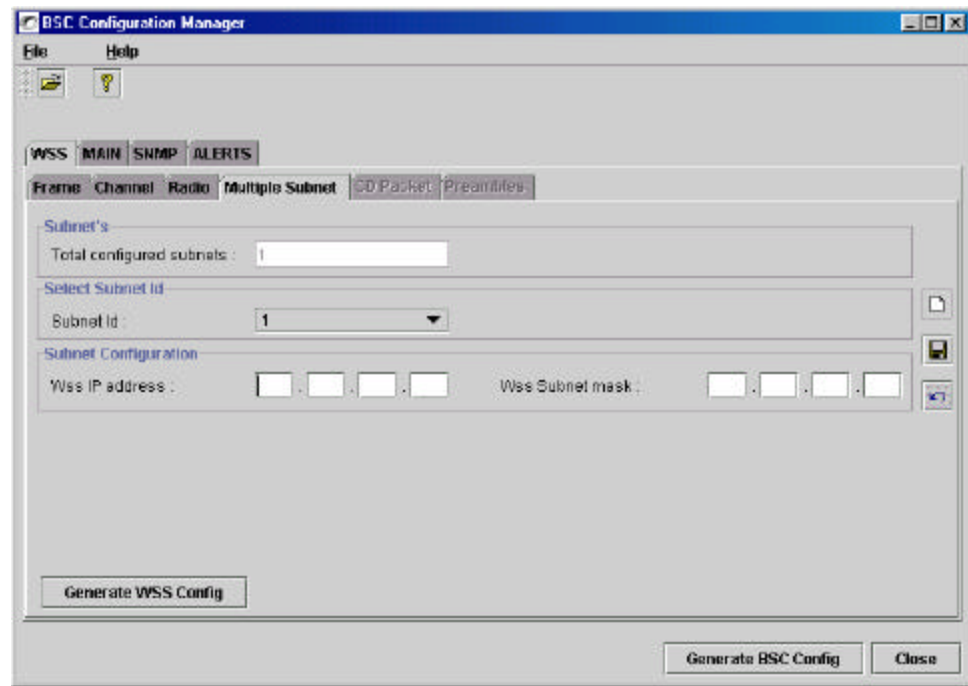 BSC Configuration Manager
File Help
WSS MAIN SNMP ALERTS
Frame Channel Radio Multiple Subnet CD Packet Preambles
Subnet's
Total configured subnets : 1
Select Subnet Id
Subnet Id : 1
Subnet Configuration
Wss IP address : . . . Wss Subnet mask : . . .
Generate WSS Config
Generate BSC Config Close